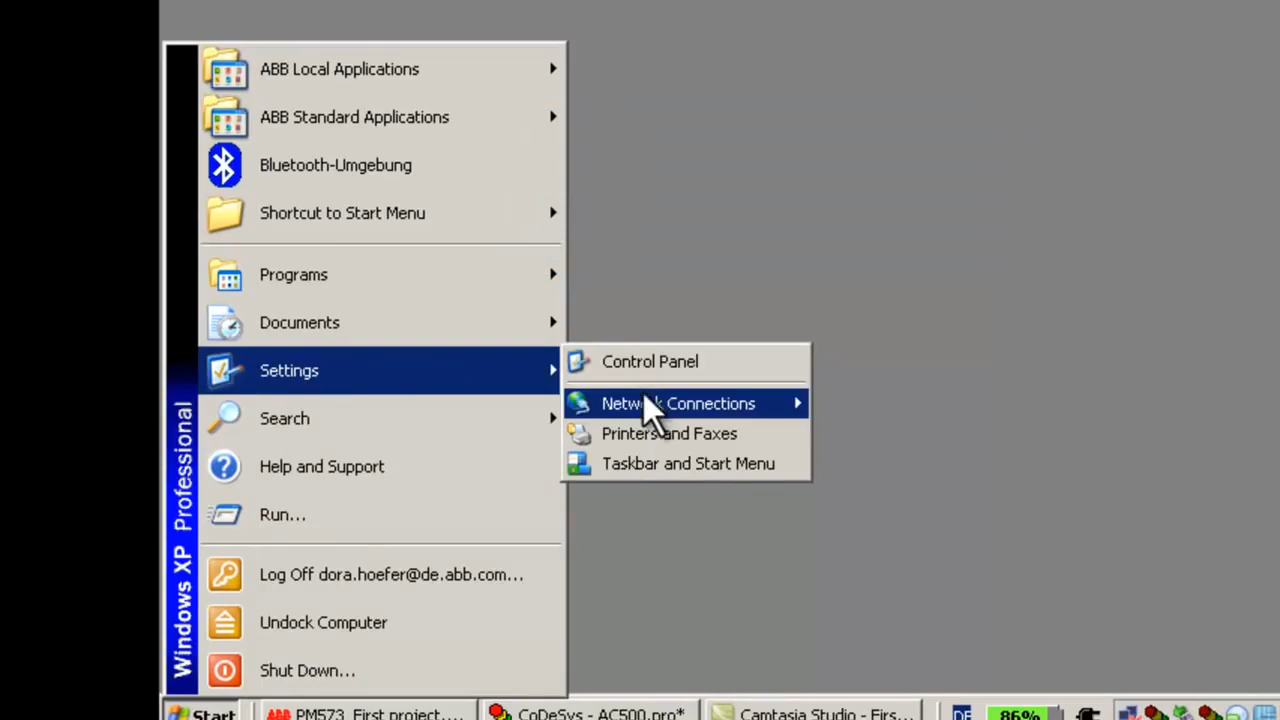 ABB Local Applications
ABB Standard Applications
Bluetooth-Umgebung
Shortcut to Start Menu
Programs
Documents
Settings
Search
Help and Support
Run...
Log Off dora.hoefer@de.abb.com...
Undock Computer
Shut Down...
Windows XP Professional
Control Panel
Network Connections
Printers and Faxes
Taskbar and Start Menu
Start
ABB PM573_First project....
CoDeSys - AC500.pro*
Camtasia Studio - Firs...
DE
86%